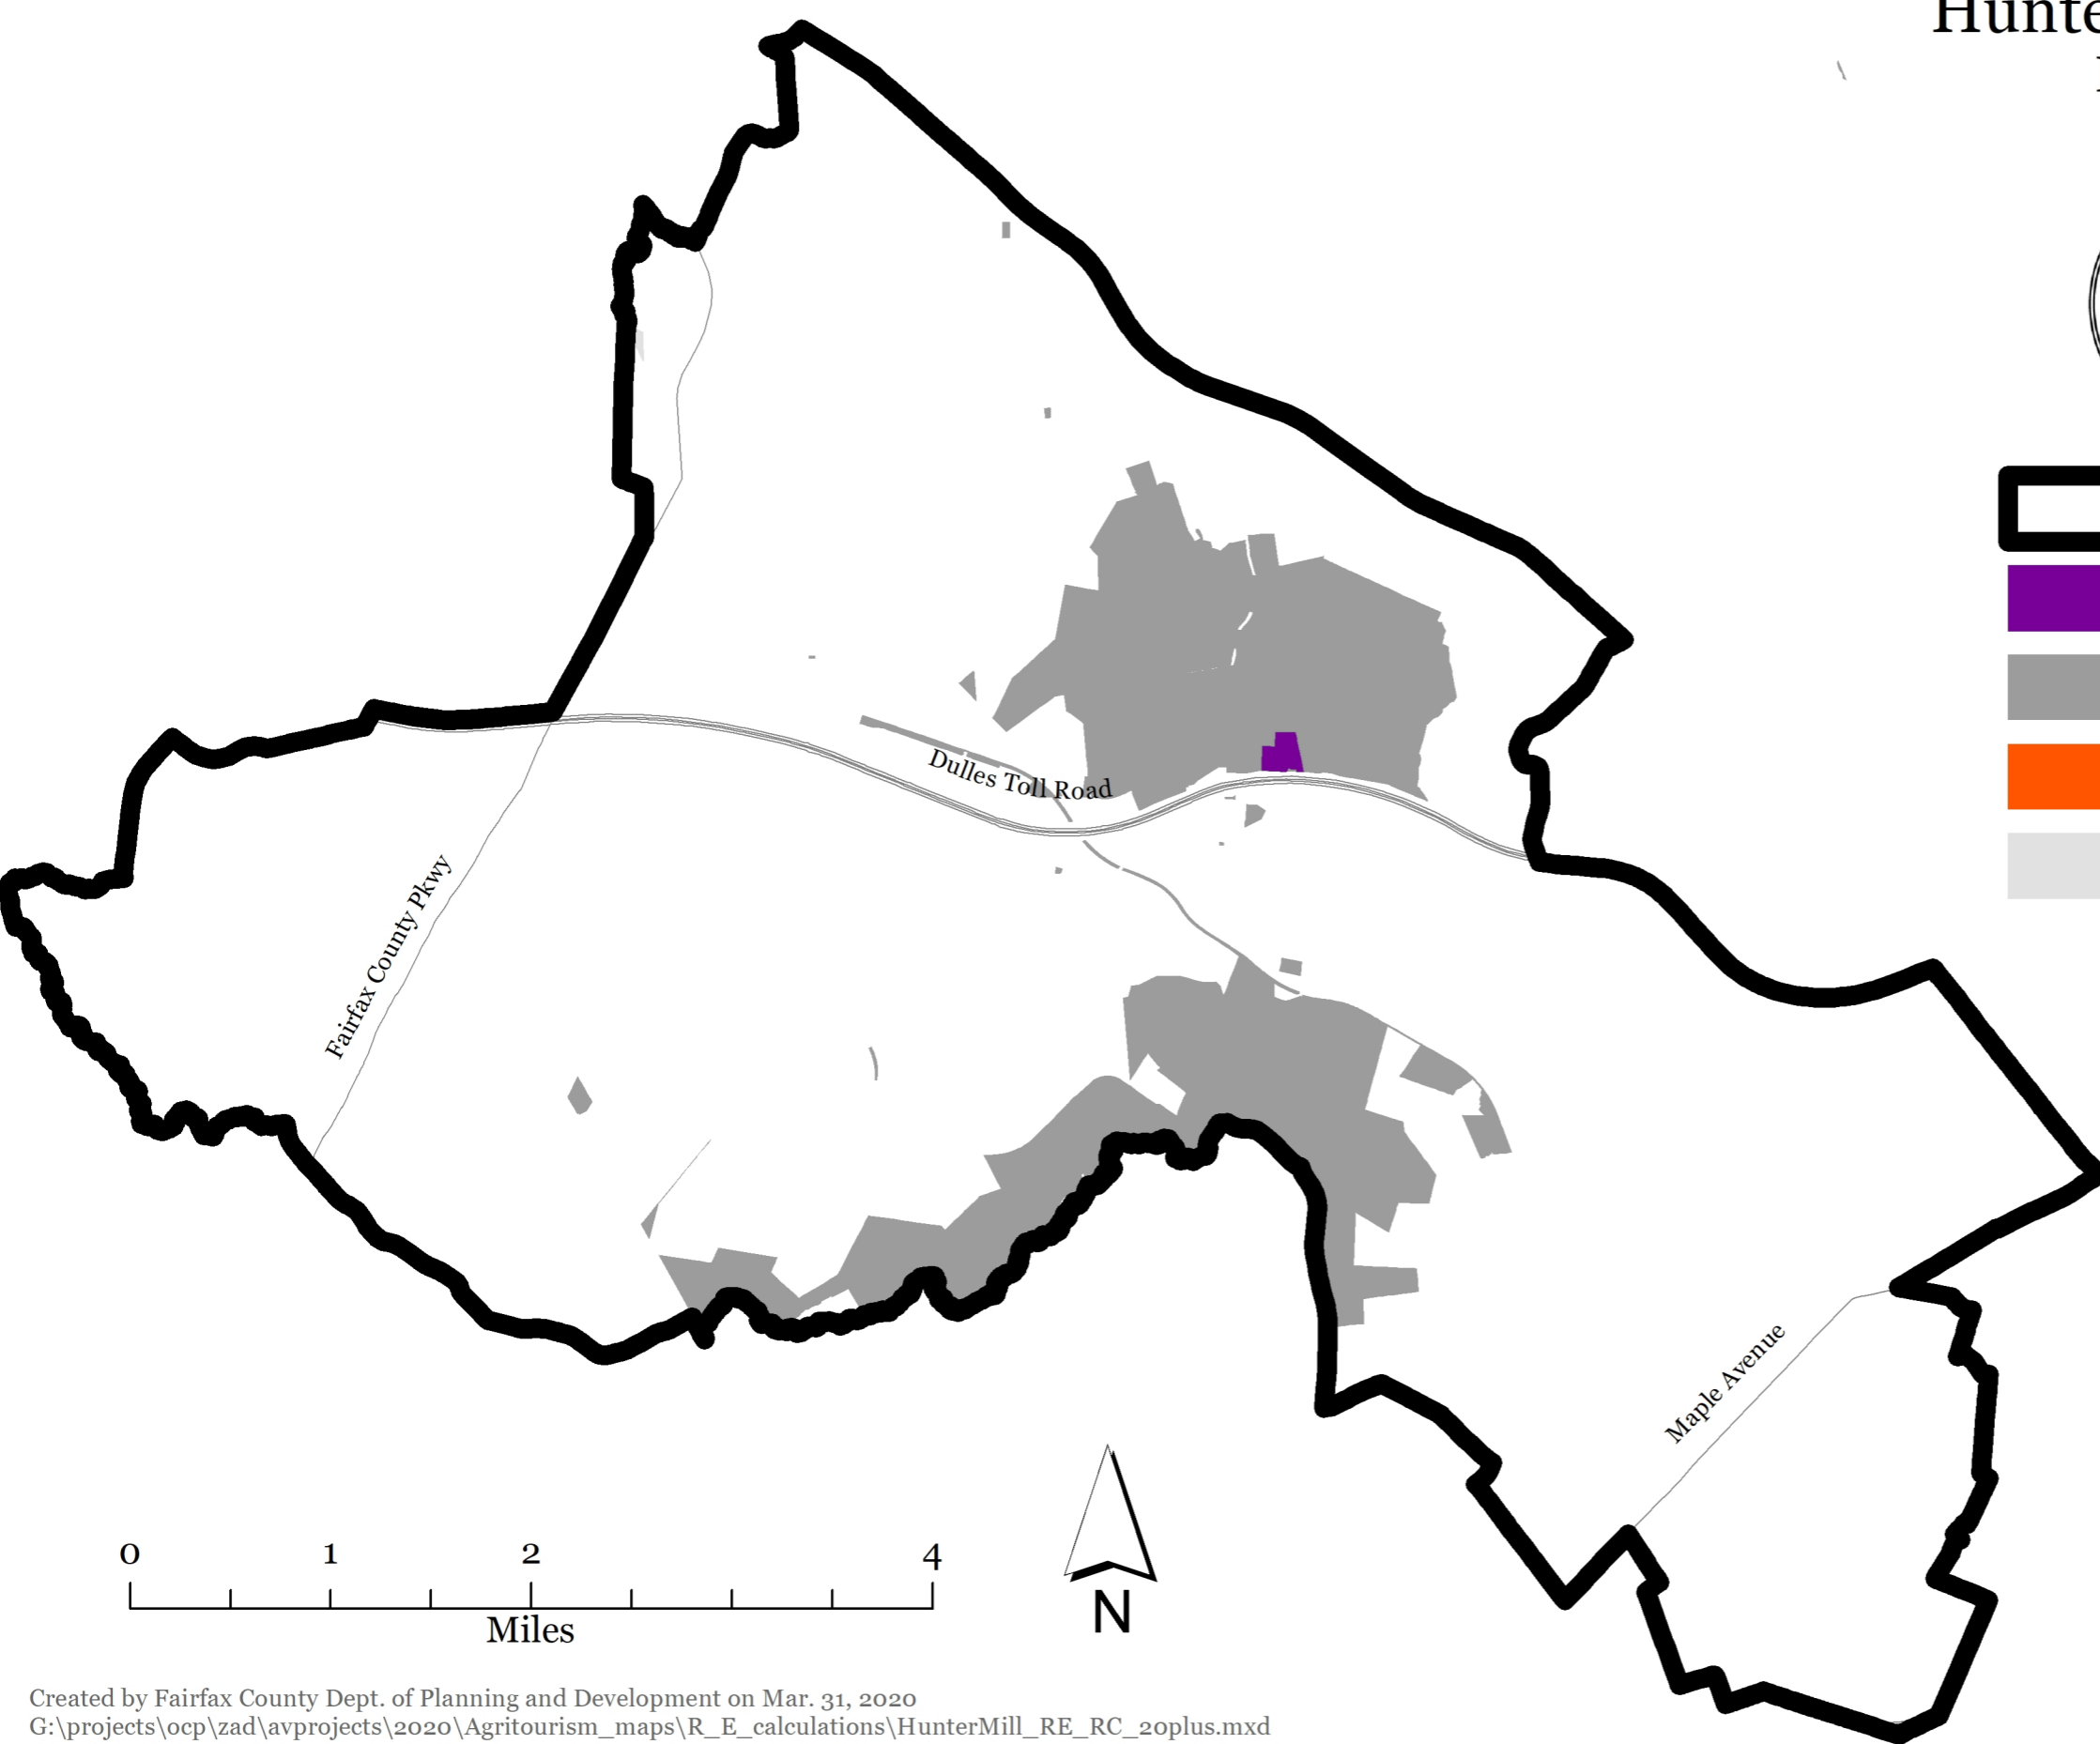 Dulles Toll Road
Fairfax County Pkwy
Maple Avenue
0 1 2 4
Miles
N
Created by Fairfax County Dept. of Planning and Development on Mar. 31, 2020
G:\projects\ocp\zad\avprojects\2020\Agritourism_maps\R_E_calculations\HunterMill_RE_RC_20plus.mxd